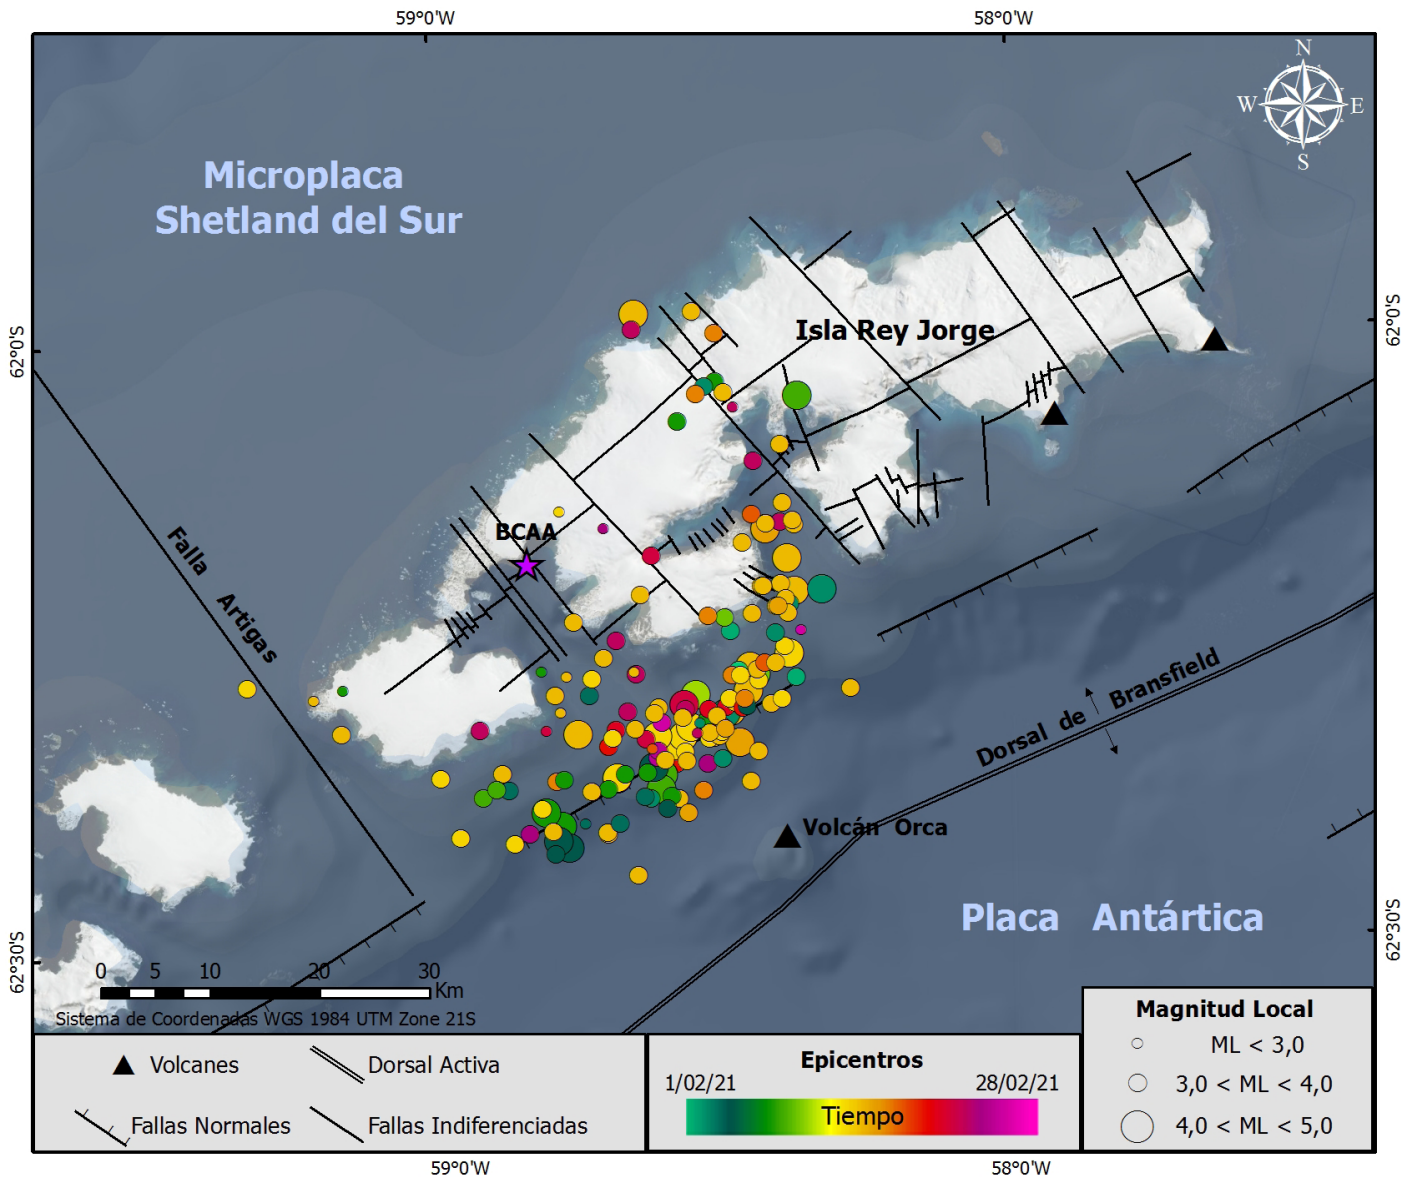 59°0'W
58°0'W
N
W
E
S
Microplaca
Shetland del Sur
Isla Rey Jorge
62°0'S
62°0'S
BCAA
Falla Artigas
Dorsal de Bransfield
Volcán Orca
Placa Antártica
62°30'S
62°30'S
0 5 10 20 30
Km
Sistema de Coordenadas WGS 1984 UTM Zone 21S
Volcanes
Dorsal Activa
Fallas Normales
Fallas Indiferenciadas
Epicentros
1/02/21
28/02/21
Tiempo
Magnitud Local
ML < 3,0
3,0 < ML < 4,0
4,0 < ML < 5,0
59°0'W
58°0'W